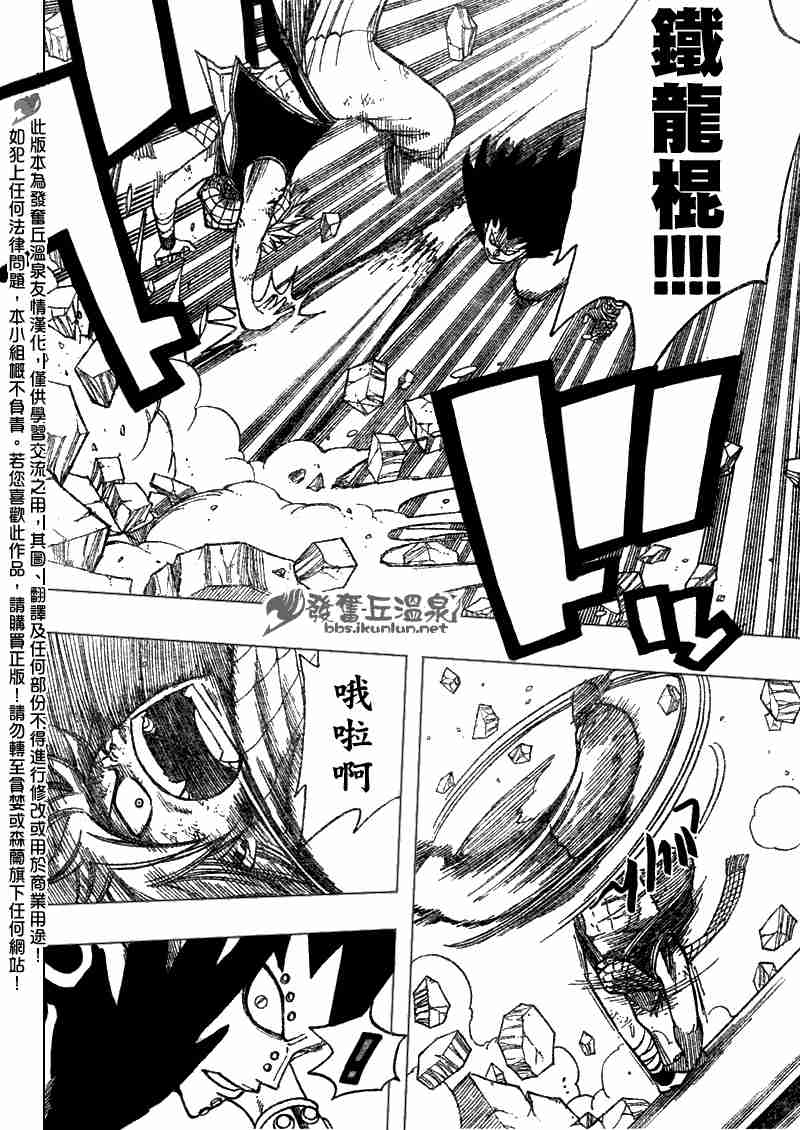 鐵龍棍!!!!
ドドド
發奮丘溫泉
bbs.ikunlun.net
哦啦啊
此版本為發奮丘溫泉友情漢化，僅供學習交流之用，其圖、翻譯及任何部份不得進行修改或用於商業用途！
如犯上任何法律問題，本小組概不負責。若您喜歡此作品，請購買正版！請勿轉至貪婪或森蘭旗下任何網站！